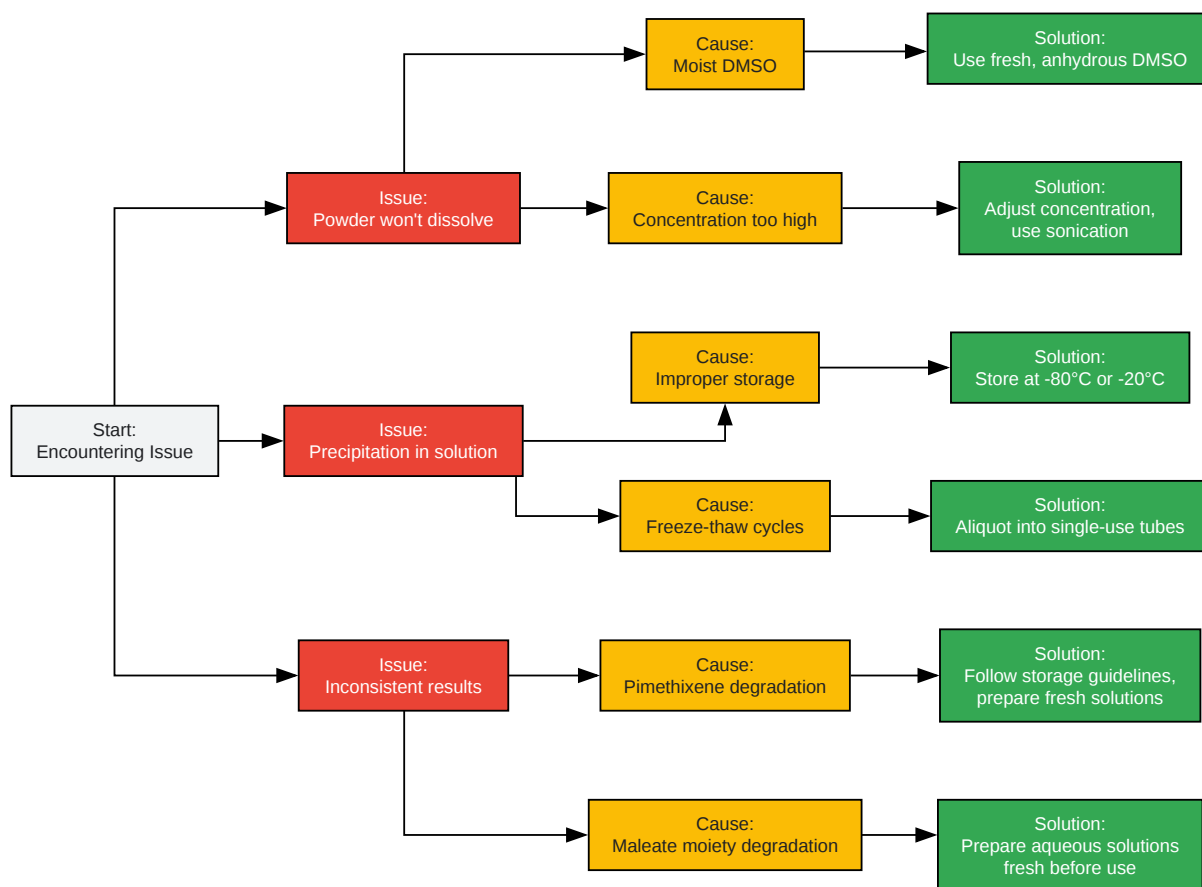 Cause:
Moist DMSO
Solution:
Use fresh, anhydrous DMSO
Issue:
Powder won't dissolve
Cause:
Concentration too high
Solution:
Adjust concentration,
use sonication
Cause:
Improper storage
Solution:
Store at -80°C or -20°C
Start:
Encountering Issue
Issue:
Precipitation in solution
Cause:
Freeze-thaw cycles
Solution:
Aliquot into single-use tubes
Issue:
Inconsistent results
Cause:
Pimethixene degradation
Solution:
Follow storage guidelines,
prepare fresh solutions
Cause:
Maleate moiety degradation
Solution:
Prepare aqueous solutions
fresh before use